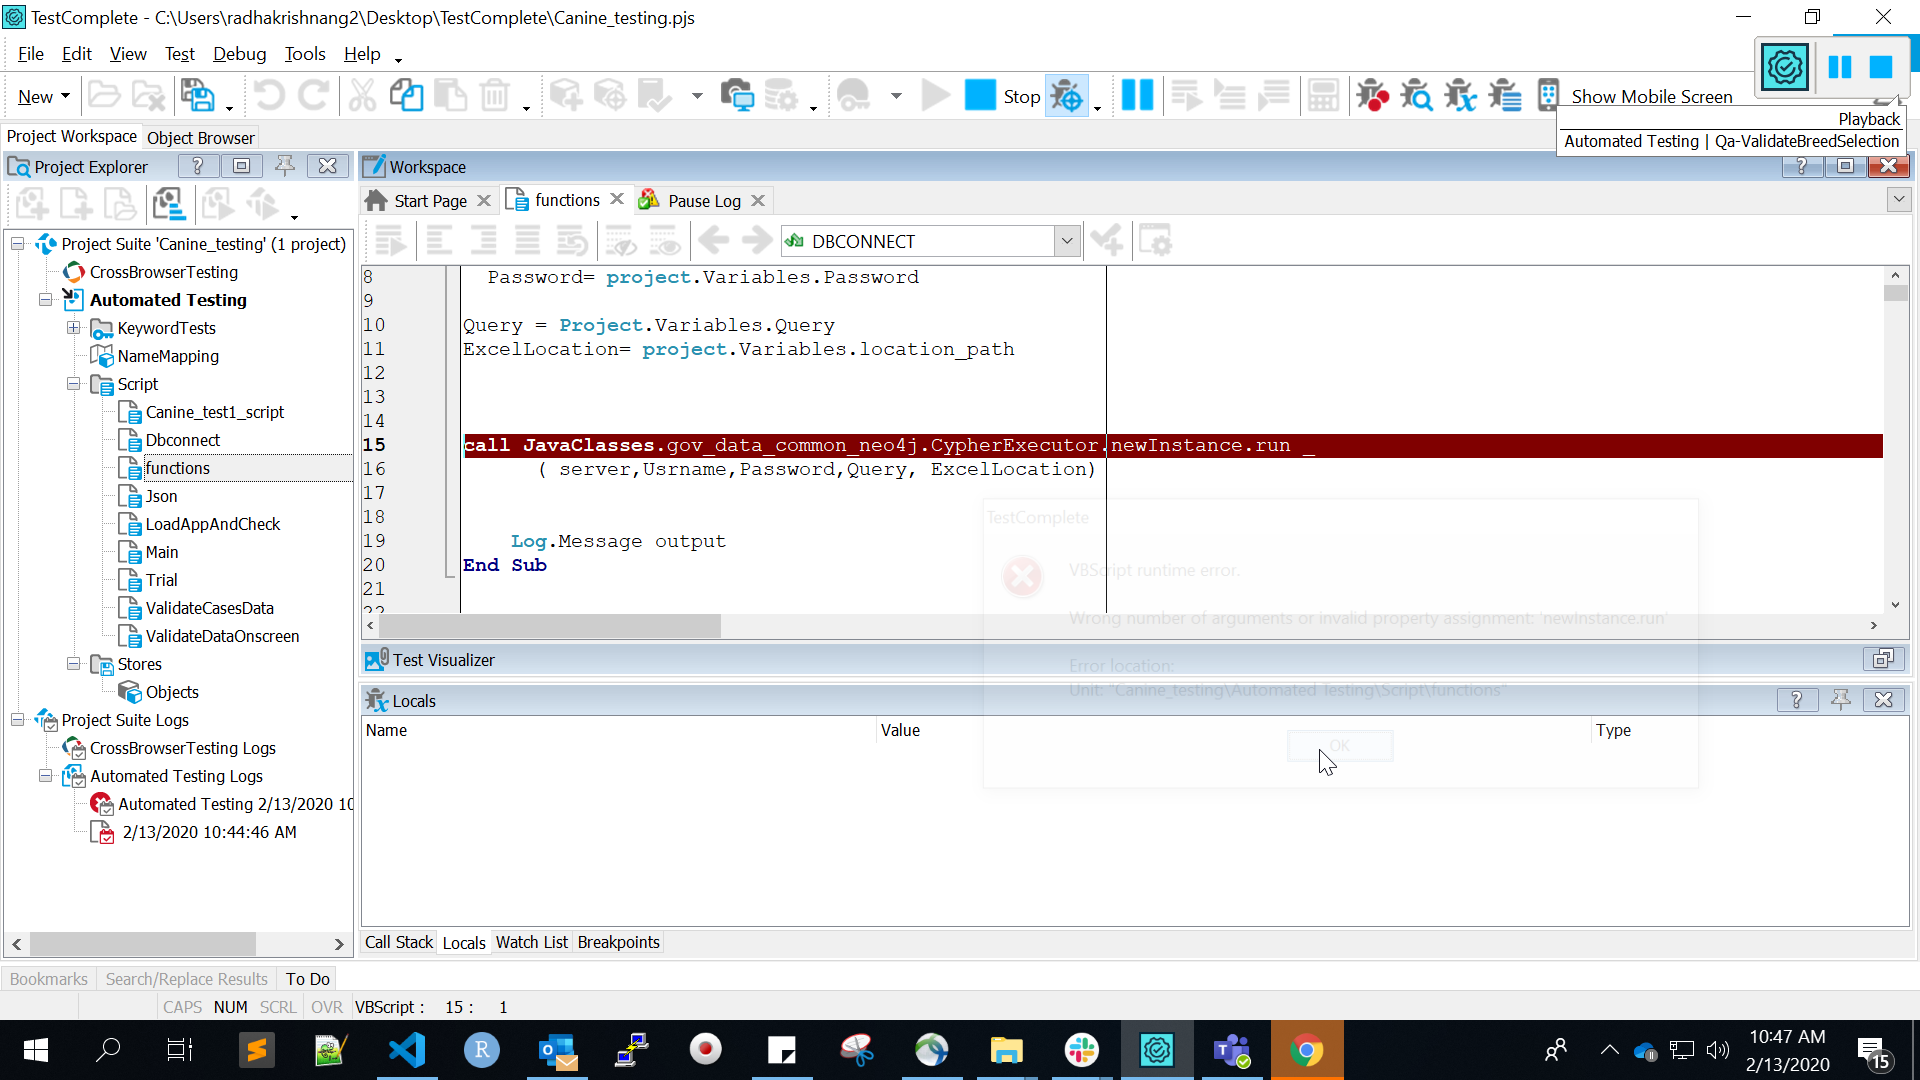 TestComplete - C:\Users\radhakrishnang2\Desktop\TestComplete\Canine_testing.pjs
File Edit View Test Debug Tools Help
New
Stop
Show Mobile Screen
Playback
Automated Testing | Qa-ValidateBreedSelection
Project Workspace Object Browser
Project Explorer
?
Project Suite 'Canine_testing' (1 project)
CrossBrowserTesting
Automated Testing
KeywordTests
NameMapping
Script
Canine_test1_script
Dbconnect
functions
Json
LoadAppAndCheck
Main
Trial
ValidateCasesData
ValidateDataOnscreen
Stores
Objects
Project Suite Logs
CrossBrowserTesting Logs
Automated Testing Logs
Automated Testing 2/13/2020 10
2/13/2020 10:44:46 AM
Workspace
?
Start Page functions Pause Log
DBCONNECT
8 Password= project.Variables.Password
9
10 Query = Project.Variables.Query
11 ExcelLocation= project.Variables.location_path
12
13
14
15 call JavaClasses.gov_data_common_neo4j.CypherExecutor.newInstance.run _
16 ( server,Usrname,Password,Query, ExcelLocation)
17
18
19 Log.Message output
20 End Sub
21
22
TestComplete
VBScript runtime error.
Wrong number of arguments or invalid property assignment: 'newInstance.run'
Error location:
Unit: "Canine_testing\Automated Testing\Script\functions"
OK
Test Visualizer
Locals
?
Name Value Type
Call Stack Locals Watch List Breakpoints
Bookmarks Search/Replace Results To Do
CAPS NUM SCRL OVR VBScript : 15 : 1
10:47 AM
2/13/2020
15